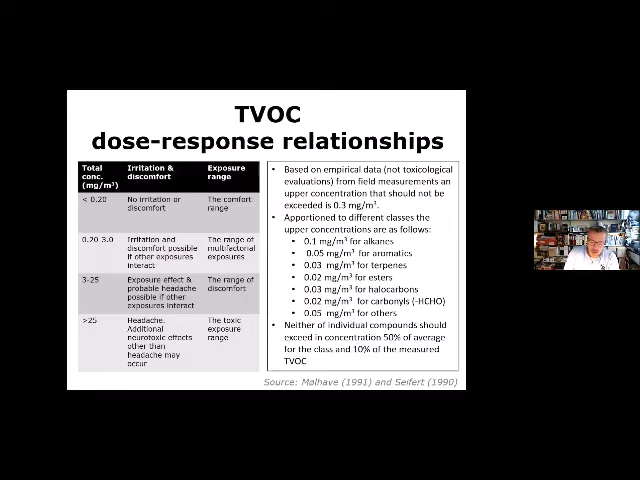 TVOC
dose-response relationships
Total conc. (mg/m³) Irritation & discomfort Exposure range
< 0.20 No irritation or discomfort The comfort range
0.20-3.0 Irritation and discomfort possible if other exposures interact The range of multifactorial exposures
3-25 Exposure effect & probable headache possible if other exposures interact The range of discomfort
>25 Headache. Additional neurotoxic effects other than headache may occur The toxic exposure range
• Based on empirical data (not toxicological
evaluations) from field measurements an
upper concentration that should not be
exceeded is 0.3 mg/m³.
• Apportioned to different classes the
upper concentrations are as follows:
• 0.1 mg/m³ for alkanes
• 0.05 mg/m³ for aromatics
• 0.03 mg/m³ for terpenes
• 0.02 mg/m³ for esters
• 0.03 mg/m³ for halocarbons
• 0.02 mg/m³ for carbonyls (-HCHO)
• 0.05 mg/m³ for others
• Neither of individual compounds should
exceed in concentration 50% of average
for the class and 10% of the measured
TVOC
Source: Mølhave (1991) and Seifert (1990)